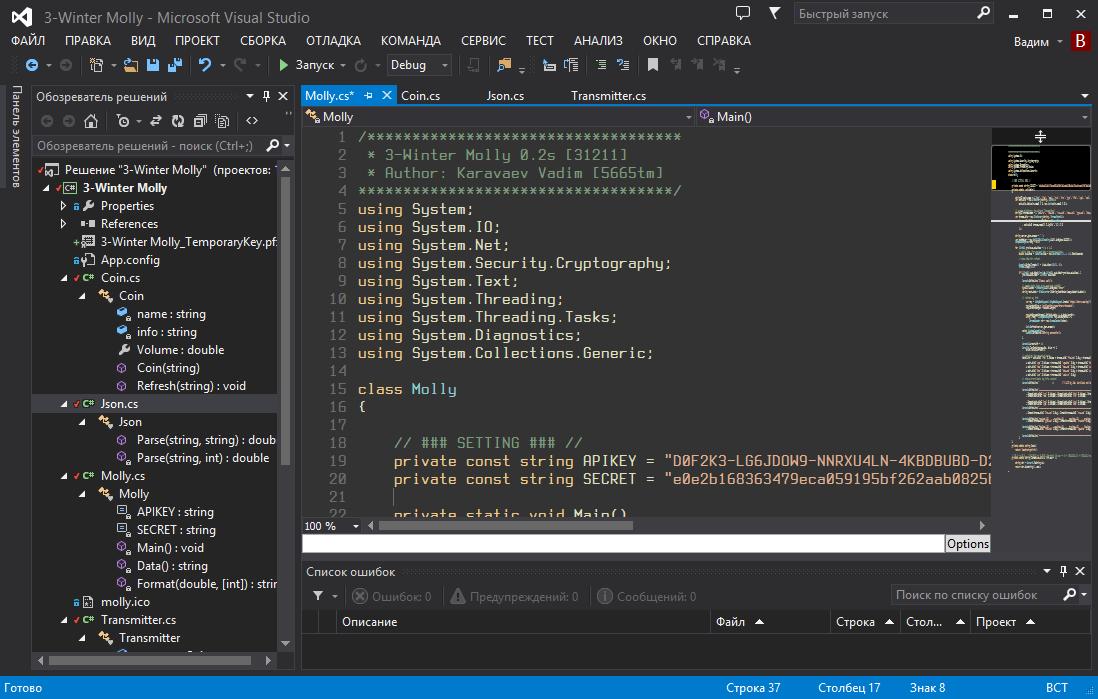 3-Winter Molly - Microsoft Visual Studio
Быстрый запуск
ФАЙЛ ПРАВКА ВИД ПРОЕКТ СБОРКА ОТЛАДКА КОМАНДА СЕРВИС ТЕСТ АНАЛИЗ ОКНО СПРАВКА
Вадим В
Запуск Debug
Панель элементов
Обозреватель решений
Обозреватель решений - поиск (Ctrl+;)
Решение "3-Winter Molly" (проектов: 1
3-Winter Molly
Properties
References
3-Winter Molly_TemporaryKey.pf
App.config
Coin.cs
Coin
name : string
info : string
Volume : double
Coin(string)
Refresh(string) : void
Json.cs
Json
Parse(string, string) : doub
Parse(string, int) : double
Molly.cs
Molly
APIKEY : string
SECRET : string
Main() : void
Data() : string
Format(double, [int]) : strin
molly.ico
Transmitter.cs
Transmitter
Molly.cs* Coin.cs Json.cs Transmitter.cs
Molly Main()
1 /***********************************
2 * 3-Winter Molly 0.2s [31211]
3 * Author: Karavaev Vadim [5665tm]
4 ***********************************/
5 using System;
6 using System.IO;
7 using System.Net;
8 using System.Security.Cryptography;
9 using System.Text;
10 using System.Threading;
11 using System.Threading.Tasks;
12 using System.Diagnostics;
13 using System.Collections.Generic;
14
15 class Molly
16 {
17
18 // ### SETTING ### //
19 private const string APIKEY = "D0F2K3-LG6JDOW9-NNRXU4LN-4KBDBUBD-D2
20 private const string SECRET = "e0e2b168363479eca059195bf262aab0825b
21
22 private static void Main()
100 %
Options
Список ошибок
Ошибок: 0 Предупреждений: 0 Сообщений: 0
Поиск по списку ошибок
Описание Файл Строка Стол... Проект
Готово Строка 37 Столбец 17 Знак 8 ВСТ